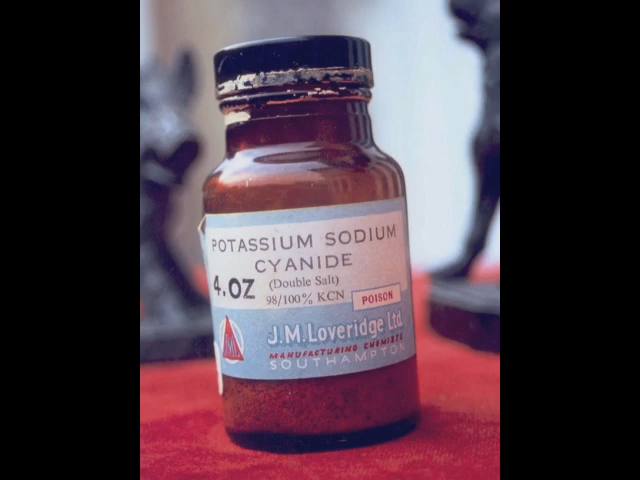 POTASSIUM SODIUM
CYANIDE
4.OZ
(Double Salt)
98/100% KCN
POISON
J.M.Loveridge Ltd.
MANUFACTURING CHEMISTS
SOUTHAMPTON